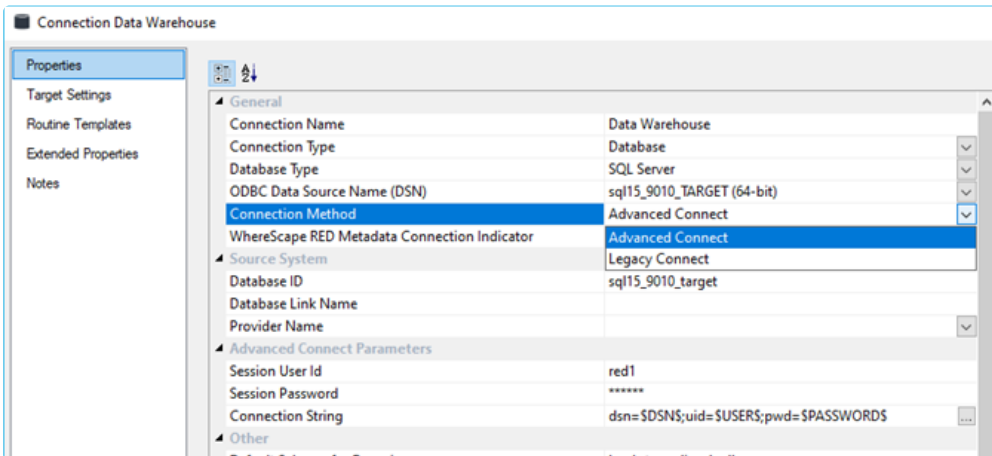 Connection Data Warehouse
Properties
Target Settings
Routine Templates
Extended Properties
Notes
General
Connection Name Data Warehouse
Connection Type Database
Database Type SQL Server
ODBC Data Source Name (DSN) sql15_9010_TARGET (64-bit)
Connection Method Advanced Connect
WhereScape RED Metadata Connection Indicator Advanced Connect
Legacy Connect
Source System
Database ID sql15_9010_target
Database Link Name
Provider Name
Advanced Connect Parameters
Session User Id red1
Session Password ******
Connection String dsn=$DSN$;uid=$USER$;pwd=$PASSWORD$ ...
Other